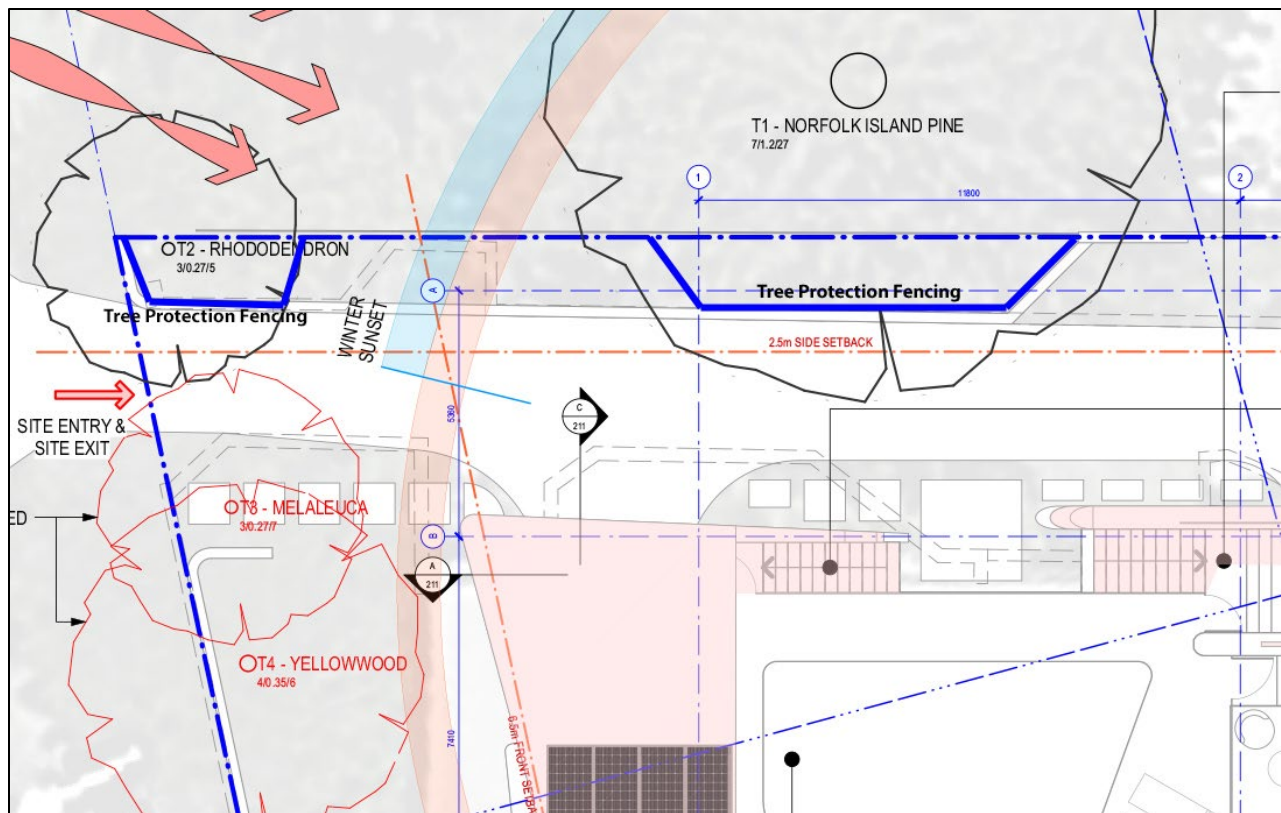 T1 - NORFOLK ISLAND PINE
7/1.2/27
1
2
11800
T2 - RHODODENDRON
3/0.27/5
A
Tree Protection Fencing
Tree Protection Fencing
WINTER
SUNSET
2.5m SIDE SETBACK
SITE ENTRY &
SITE EXIT
5360
C
211
ED
T3 - MELALEUCA
3/0.27/7
B
A
211
T4 - YELLOWWOOD
4/0.35/6
7410
6.5m FRONT SETBA